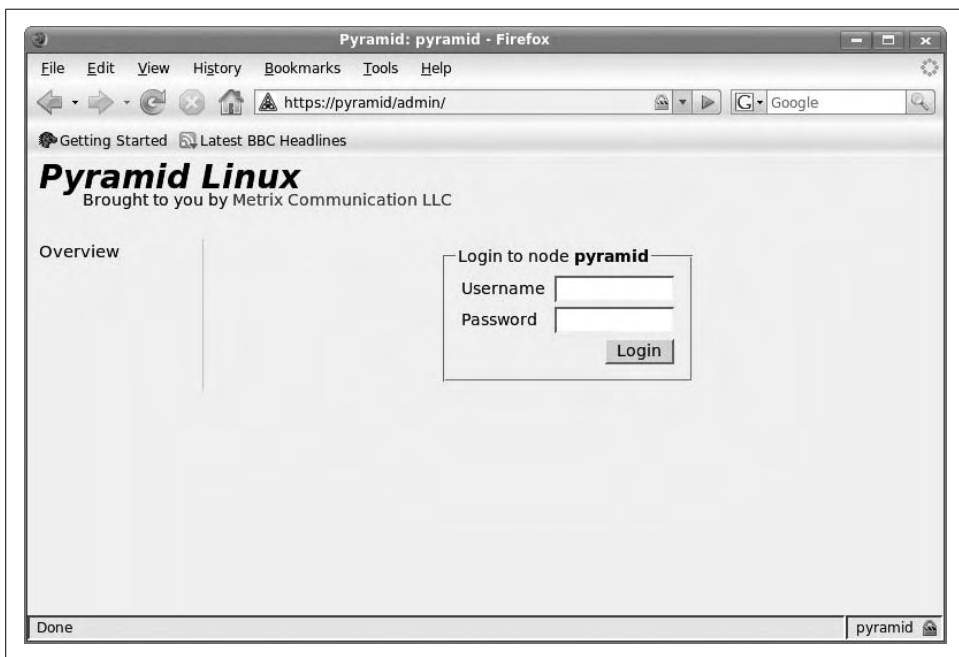 Pyramid: pyramid - Firefox
File Edit View History Bookmarks Tools Help
https://pyramid/admin/ G Google
Getting Started Latest BBC Headlines
Pyramid Linux
Brought to you by Metrix Communication LLC
Overview
Login to node pyramid
Username
Password
Login
Done pyramid